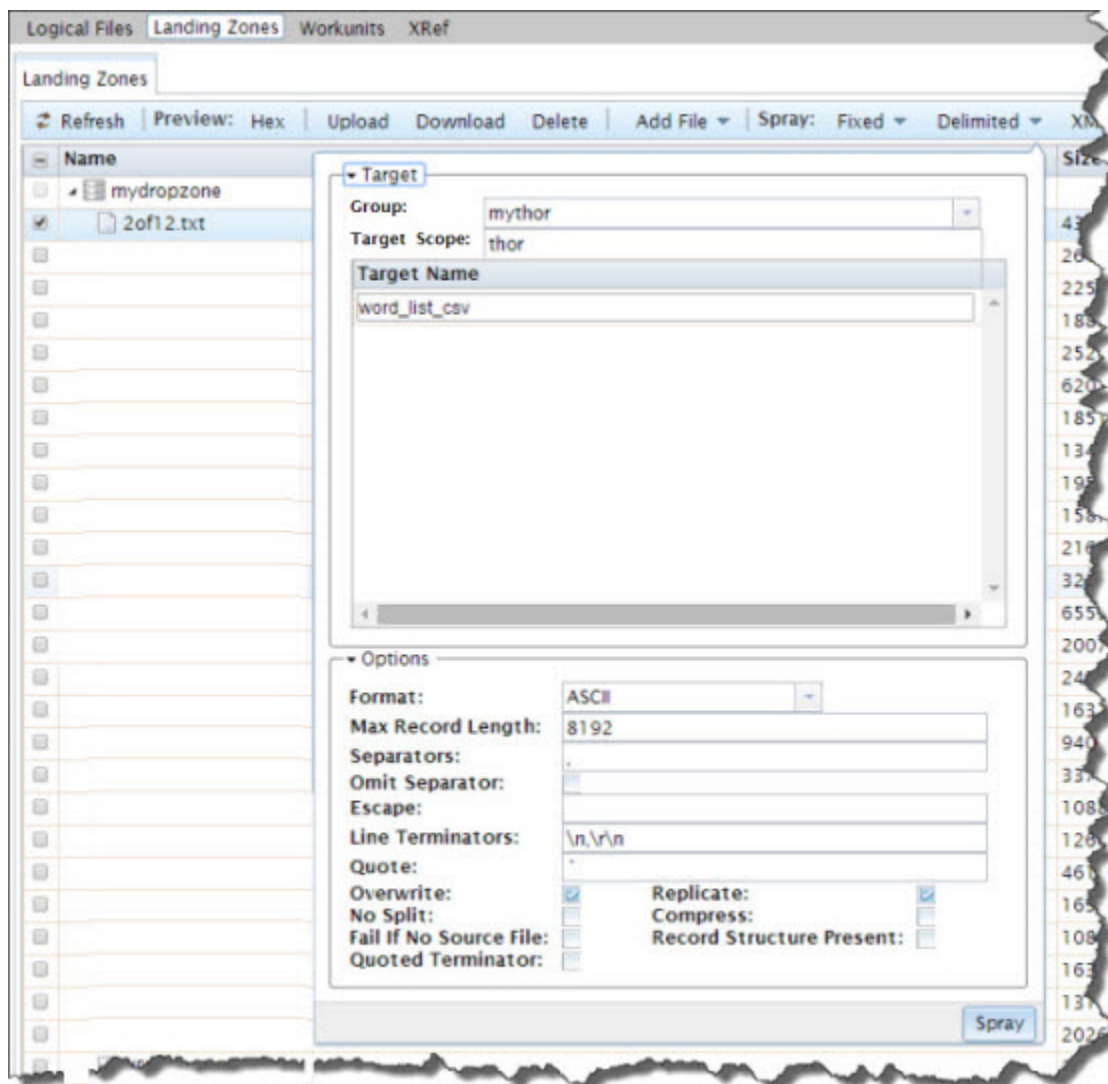 Logical Files Landing Zones Workunits XRef
Landing Zones
Refresh Preview: Hex Upload Download Delete Add File Spray: Fixed Delimited
Name
mydropzone
2of12.txt
Target
Group: mythor
Target Scope: thor
Target Name
word_list_csv
Options
Format: ASCII
Max Record Length: 8192
Separators: ,
Omit Separator:
Escape:
Line Terminators: \n,\r\n
Quote: '
Overwrite: Replicate:
No Split: Compress:
Fail If No Source File: Record Structure Present:
Quoted Terminator:
Spray